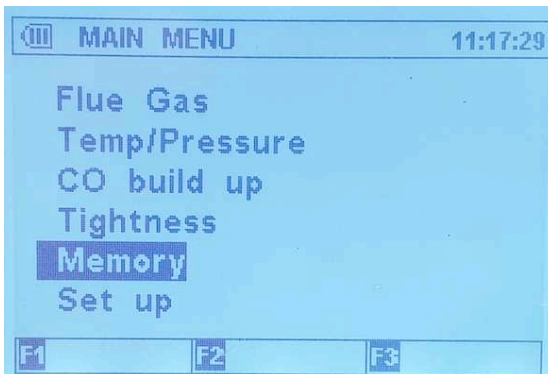 MAIN MENU 11:17:29
Flue Gas
Temp/Pressure
CO build up
Tightness
Memory
Set up
F1 F2 F3